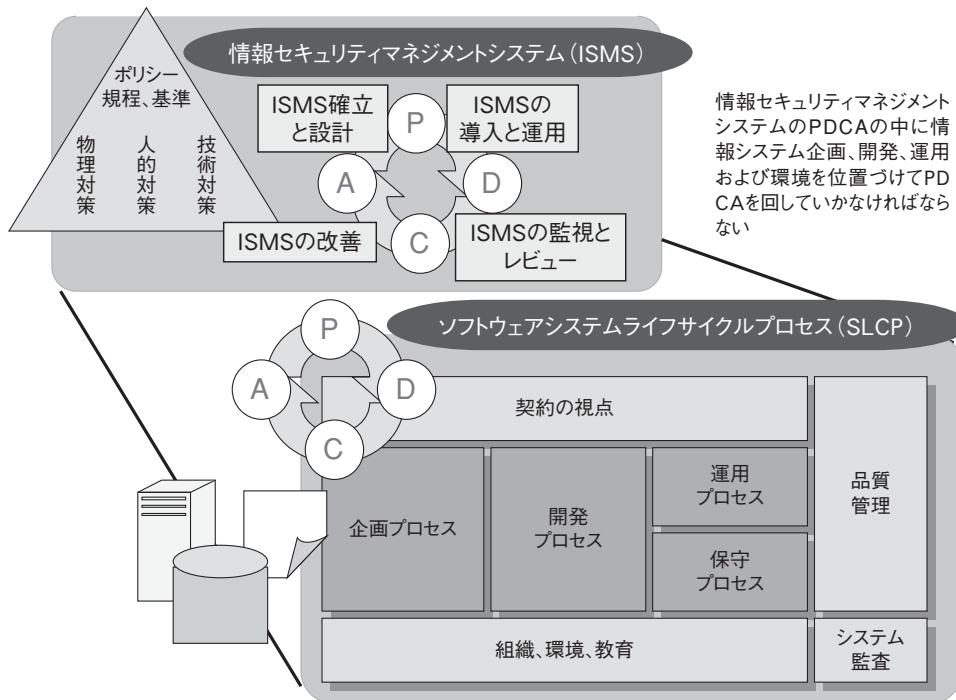 情報セキュリティマネジメントシステム（ISMS）
ポリシー
規程、基準
物理対策
人的対策
技術対策
ISMS確立
と設計
P
ISMSの
導入と運用
A
D
ISMSの改善
C
ISMSの監視と
レビュー
情報セキュリティマネジメント
システムのPDCAの中に情
報システム企画、開発、運用
および環境を位置づけてPD
CAを回していかなければなら
ない
ソフトウェアシステムライフサイクルプロセス（SLCP）
P
A
D
C
契約の視点
企画プロセス
開発
プロセス
運用
プロセス
保守
プロセス
品質
管理
組織、環境、教育
システム
監査